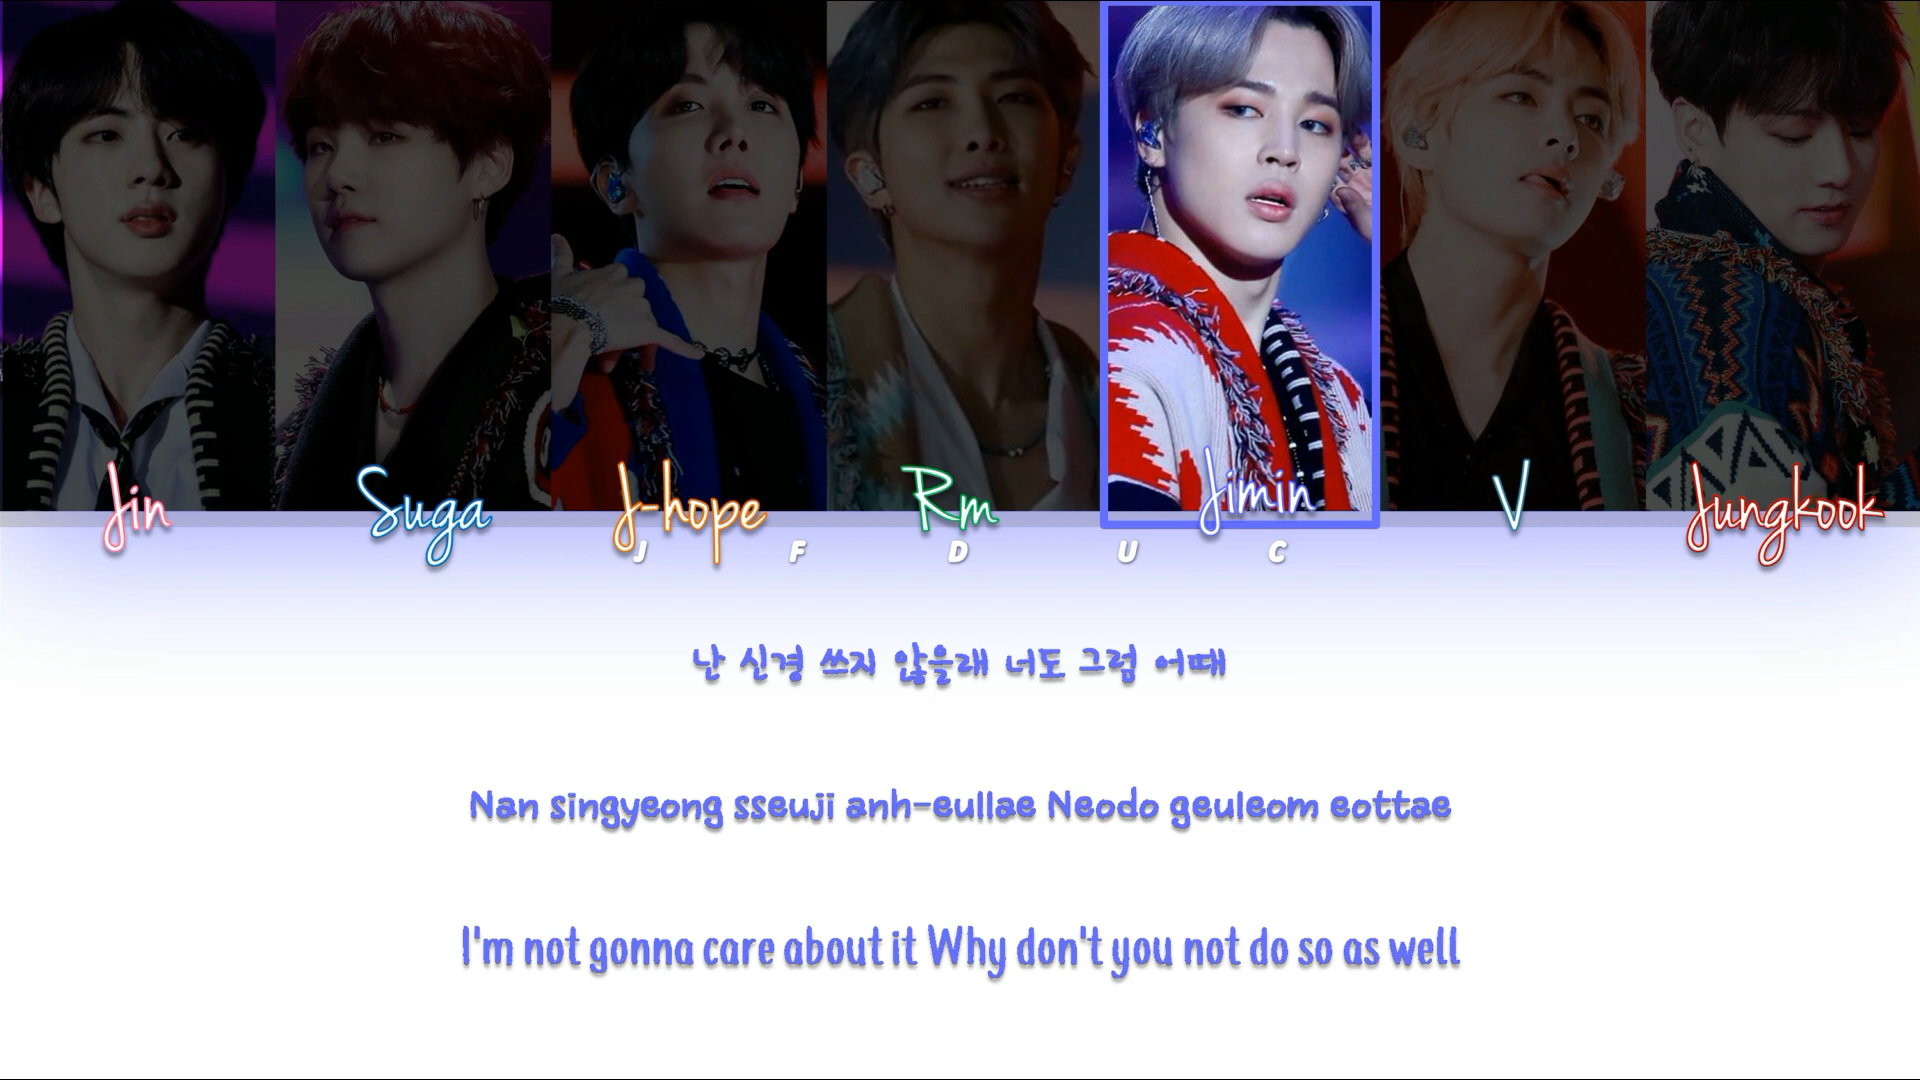 Jin Suga J-hope Rm Jimin V Jungkook
J F D U C
난 신경 쓰지 않을래 너도 그럼 어때
Nan singyeong sseuji anh-eullae Neodo geuleom eottae
I'm not gonna care about it Why don't you not do so as well